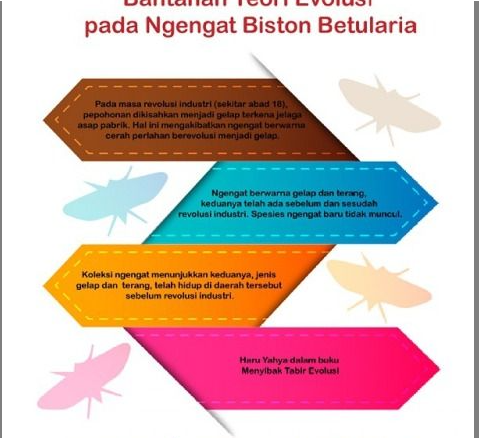 Bantahan Teori Evolusi
pada Ngengat Biston Betularia
Pada masa revolusi industri (sekitar abad 18),
pepohonan dikisahkan menjadi gelap terkena jelaga
asap pabrik. Hal ini mengakibatkan ngengat berwarna
cerah perlahan berevolusi menjadi gelap.
Ngengat berwarna gelap dan terang,
keduanya telah ada sebelum dan sesudah
revolusi industri. Spesies ngengat baru tidak muncul.
Koleksi ngengat menunjukkan keduanya, jenis
gelap dan terang, telah hidup di daerah tersebut
sebelum revolusi industri.
Haru Yahya dalam buku
Menyibak Tabir Evolusi